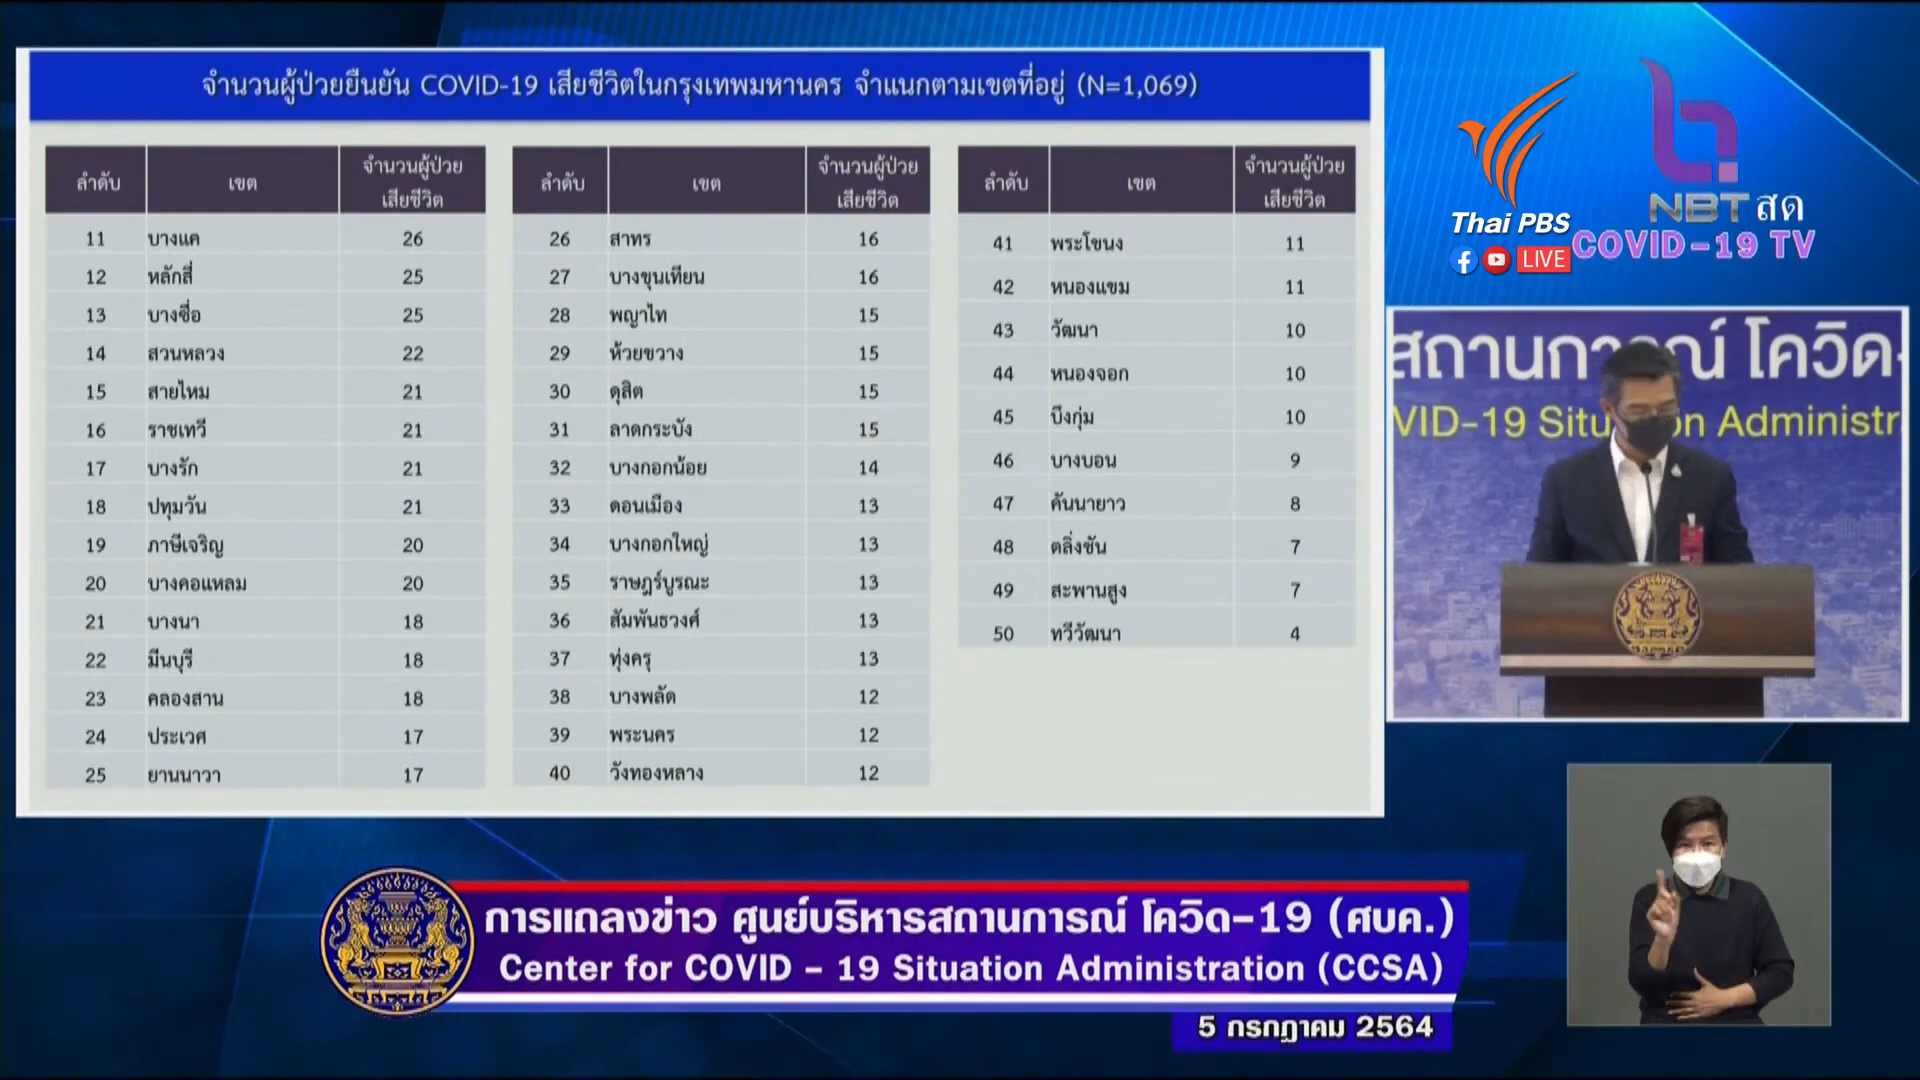 จำนวนผู้ป่วยยืนยัน COVID-19 เสียชีวิตในกรุงเทพมหานคร จำแนกตามเขตที่อยู่ (N=1,069)
ลำดับ เขต จำนวนผู้ป่วยเสียชีวิต
11 บางแค 26
12 หลักสี่ 25
13 บางซื่อ 25
14 สวนหลวง 22
15 สายไหม 21
16 ราชเทวี 21
17 บางรัก 21
18 ปทุมวัน 21
19 ภาษีเจริญ 20
20 บางคอแหลม 20
21 บางนา 18
22 มีนบุรี 18
23 คลองสาน 18
24 ประเวศ 17
25 ยานนาวา 17
ลำดับ เขต จำนวนผู้ป่วยเสียชีวิต
26 สาทร 16
27 บางขุนเทียน 16
28 พญาไท 15
29 ห้วยขวาง 15
30 ดุสิต 15
31 ลาดกระบัง 15
32 บางกอกน้อย 14
33 ดอนเมือง 13
34 บางกอกใหญ่ 13
35 ราษฎร์บูรณะ 13
36 สัมพันธวงศ์ 13
37 ทุ่งครุ 13
38 บางพลัด 12
39 พระนคร 12
40 วังทองหลาง 12
ลำดับ เขต จำนวนผู้ป่วยเสียชีวิต
41 พระโขนง 11
42 หนองแขม 11
43 วัฒนา 10
44 หนองจอก 10
45 บึงกุ่ม 10
46 บางบอน 9
47 คันนายาว 8
48 ตลิ่งชัน 7
49 สะพานสูง 7
50 ทวีวัฒนา 4
Thai PBS
LIVE
NBT สด
COVID-19 TV
สถานการณ์ โควิด-
VID-19 Situ n Administr
การแถลงข่าว ศูนย์บริหารสถานการณ์ โควิด-19 (ศบค.)
Center for COVID – 19 Situation Administration (CCSA)
5 กรกฎาคม 2564